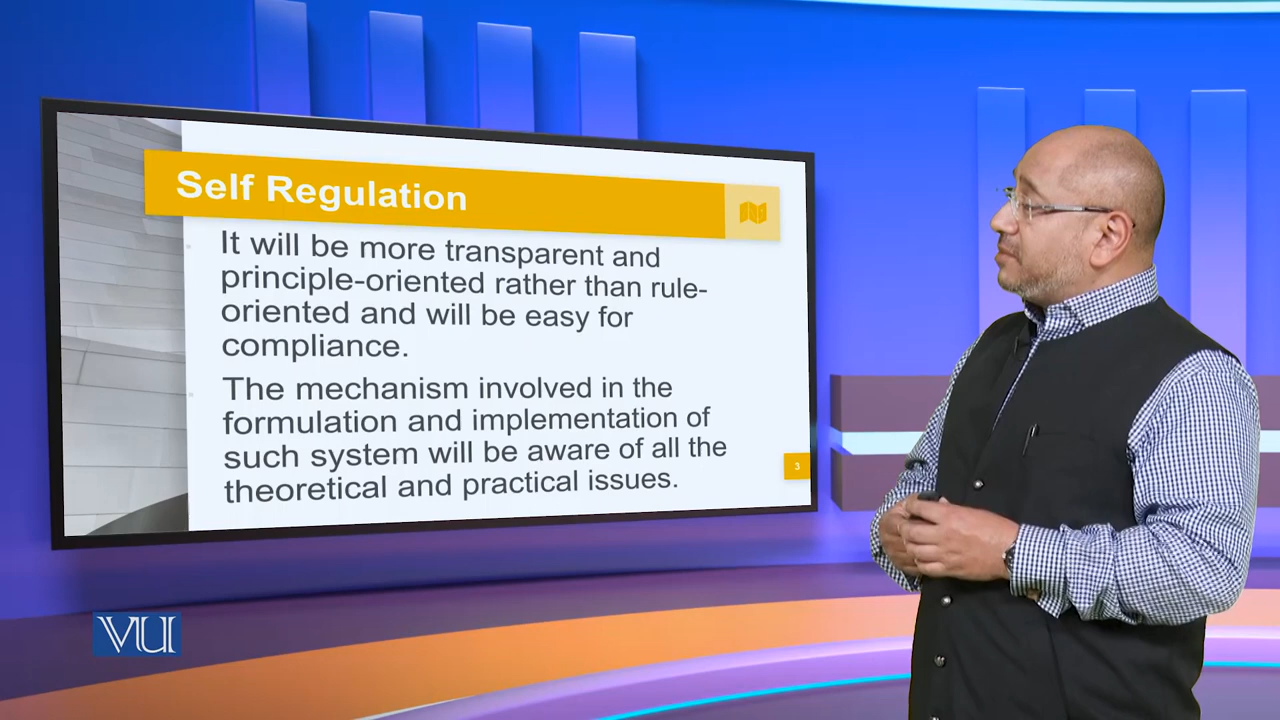 Self Regulation
It will be more transparent and
principle-oriented rather than rule-
oriented and will be easy for
compliance.
The mechanism involved in the
formulation and implementation of
such system will be aware of all the
theoretical and practical issues.
3
VU